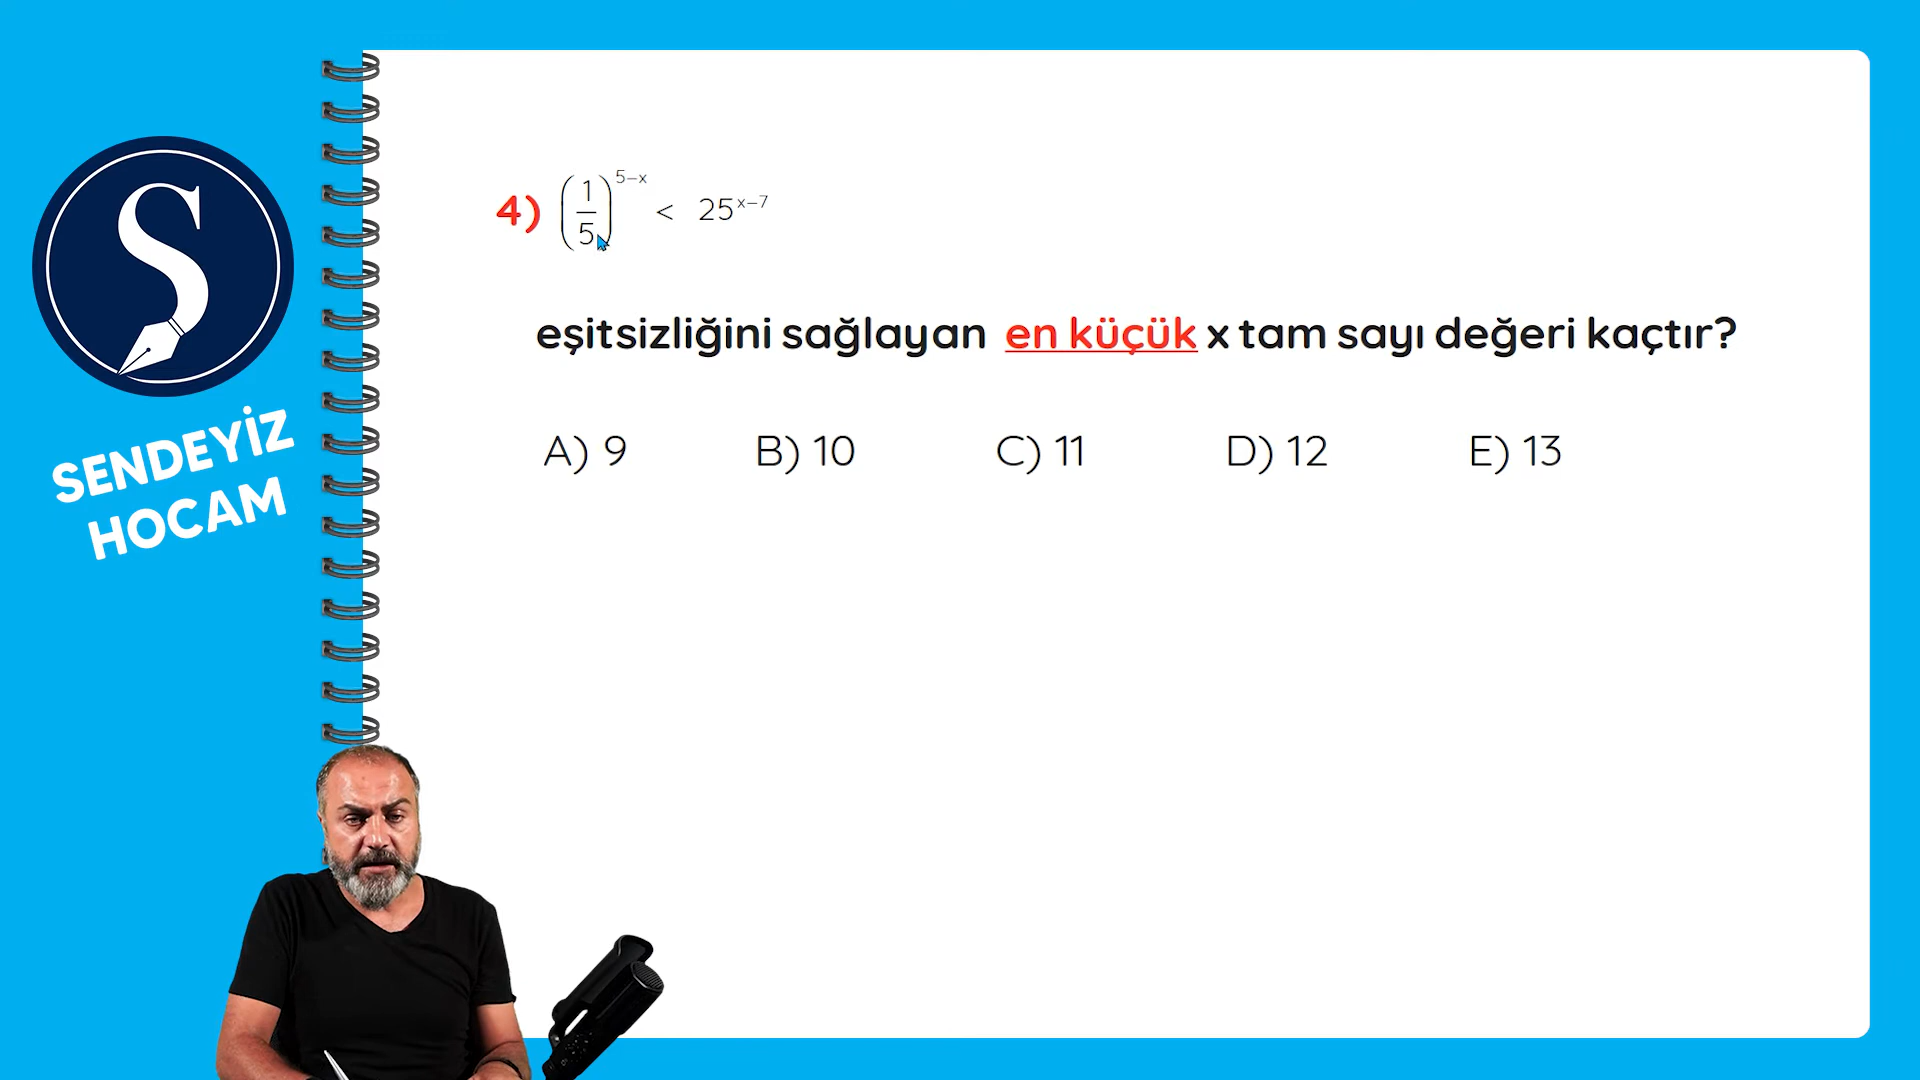 SENDEYİZ
HOCAM
4) (1/5)^(5-x) < 25^(x-7)
eşitsizliğini sağlayan en küçük x tam sayı değeri kaçtır?
A) 9 B) 10 C) 11 D) 12 E) 13